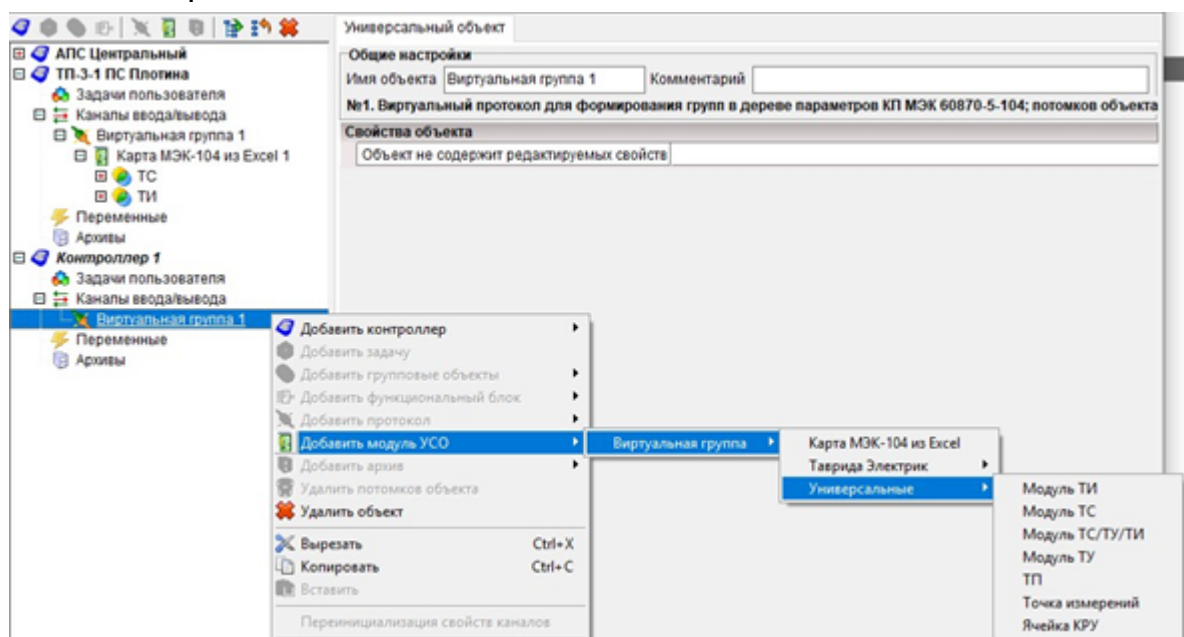 Универсальный объект
АПС Центральный
ТП-3-1 ПС Плотина
Задачи пользователя
Каналы ввода/вывода
Виртуальная группа 1
Карта МЭК-104 из Excel 1
ТС
ТИ
Переменные
Архивы
Контроллер 1
Задачи пользователя
Каналы ввода/вывода
Виртуальная группа 1
Переменные
Архивы
Общие настройки
Имя объекта Виртуальная группа 1 Комментарий
№1. Виртуальный протокол для формирования групп в дереве параметров КП МЭК 60870-5-104; потомков объекта
Свойства объекта
Объект не содержит редактируемых свойств
Добавить контроллер
Добавить задачу
Добавить групповые объекты
Добавить функциональный блок
Добавить протокол
Добавить модуль УСО
Добавить архив
Удалить потомков объекта
Удалить объект
Вырезать Ctrl+X
Копировать Ctrl+C
Вставить
Переинициализация свойств каналов
Виртуальная группа
Карта МЭК-104 из Excel
Таврида Электрик
Универсальные
Модуль ТИ
Модуль ТС
Модуль ТС/ТУ/ТИ
Модуль ТУ
ТП
Точка измерений
Ячейка КРУ